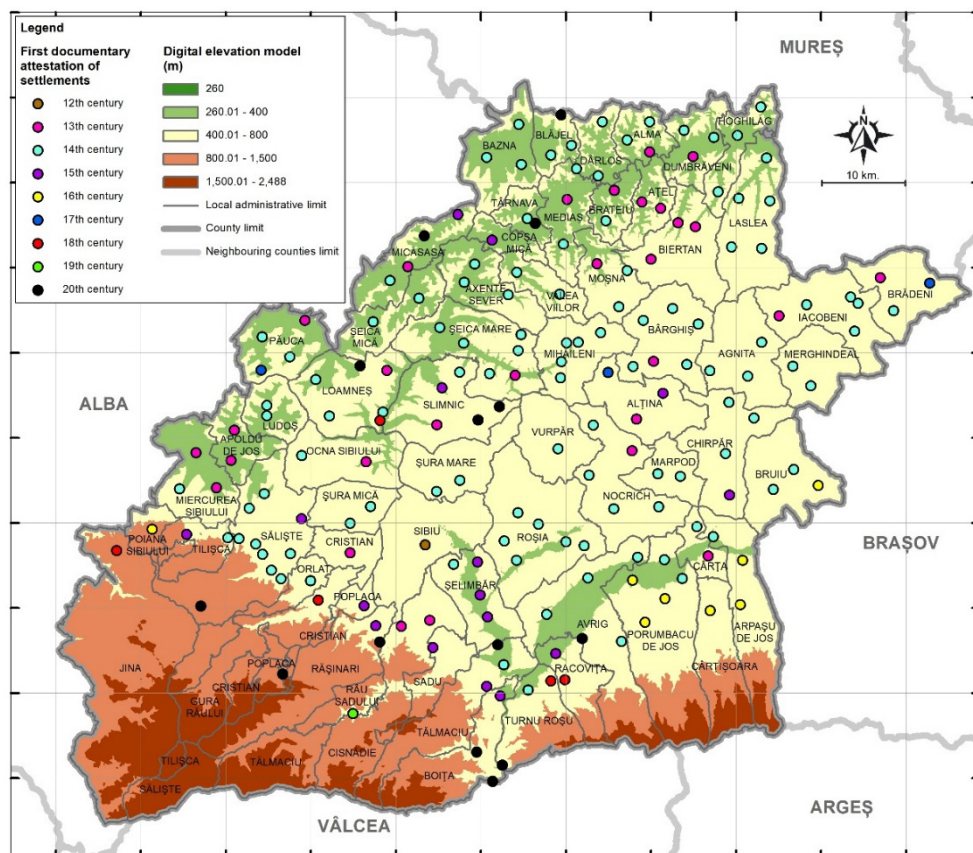 Legend
First documentary
attestation of
settlements
12th century
13th century
14th century
15th century
16th century
17th century
18th century
19th century
20th century
Digital elevation model
(m)
260
260.01 - 400
400.01 - 800
800.01 - 1,500
1,500.01 - 2,488
Local administrative limit
County limit
Neighbouring counties limit
MUREȘ
N
10 km.
ALBA
BRAȘOV
ARGEȘ
VÂLCEA
HOGHILAG
BLĂJEL
ALMA
BAZNA
DÂRLOS
DUMBRĂVENI
AȚEL
TÂRNAVA
MEDIAȘ
BRATEIU
LASLEA
COPȘA
MICĂ
MICASASA
BIERTAN
MOȘNA
AXENTE
SEVER
VALEA
VIILOR
BRĂDENI
IACOBENI
ȘEICA
MICĂ
ȘEICA MARE
BÂRGHIȘ
PĂUCA
MIHĂILENI
AGNITA
MERGHINDEAL
LOAMNEȘ
SLIMNIC
ALȚINA
LUDOȘ
VURPĂR
LAPOLDU
DE JOS
OCNA SIBIULUI
CHIRPĂR
ȘURA MARE
MARPOD
BRUIU
MIERCUREA
SIBIULUI
ȘURA MICĂ
NOCRICH
POIANA
SIBIULUI
TILIȘCA
SĂLIȘTE
CRISTIAN
SIBIU
ROȘIA
CÂRȚA
ORLAT
ȘELIMBĂR
POPLACA
AVRIG
PORUMBACU
DE JOS
ARPAȘU
DE JOS
CRISTIAN
JINA
POPLACA
RĂȘINARI
RACOVIȚA
CÂRȚIȘOARA
CRISTIAN
GURA
RÂULUI
RÂU
SADULUI
SADU
TURNU ROȘU
TĂLMACIU
CISNĂDIE
TILIȘCA
TĂLMACIU
BOIȚA
SĂLIȘTE